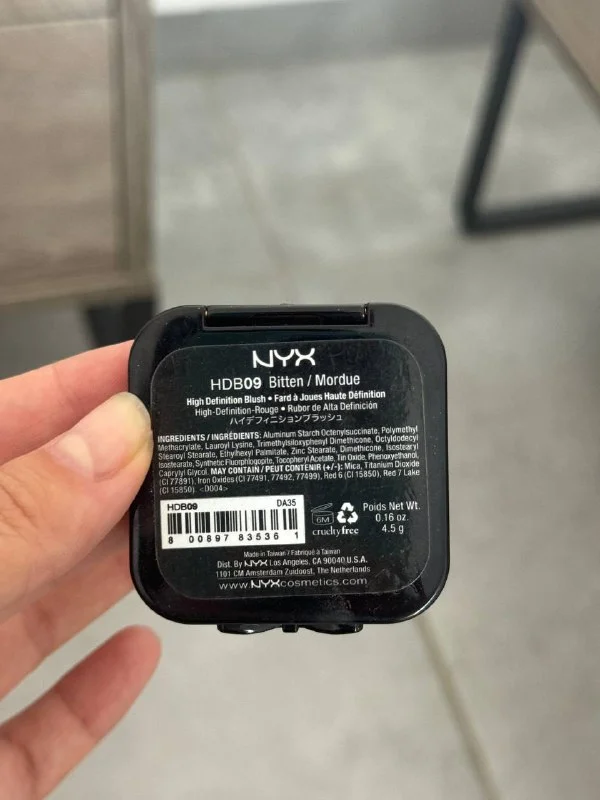 NYX
HDB09 Bitten / Mordue
High Definition Blush • Fard à Joues Haute Définition
High-Definition-Rouge • Rubor de Alta Definición
ハイデフィニションブラッシュ
INGREDIENTS / INGRÉDIENTS: Aluminum Starch Octenylsuccinate, Polymethyl
Methacrylate, Lauroyl Lysine, Trimethylsiloxyphenyl Dimethicone, Octyldodecyl
Stearoyl Stearate, Ethylhexyl Palmitate, Zinc Stearate, Dimethicone, Isostearyl
Isostearate, Synthetic Fluorphlogopite, Tocopheryl Acetate, Tin Oxide, Phenoxyethanol,
Caprylyl Glycol. MAY CONTAIN / PEUT CONTENIR (+/-): Mica, Titanium Dioxide
(CI 77891), Iron Oxides (CI 77491, 77492, 77499), Red 6 (CI 15850), Red 7 Lake
(CI 15850). <0004>
HDB09 DA35
8 00897 83536 1
6M
crueltyfree
Poids Net Wt.
0.16 oz.
4.5 g
Made in Taiwan / Fabriqué à Taiwan
Dist. By NYX Los Angeles, CA 90040 U.S.A.
1101 CM Amsterdam Zuidoost, The Netherlands
www.NYXcosmetics.com